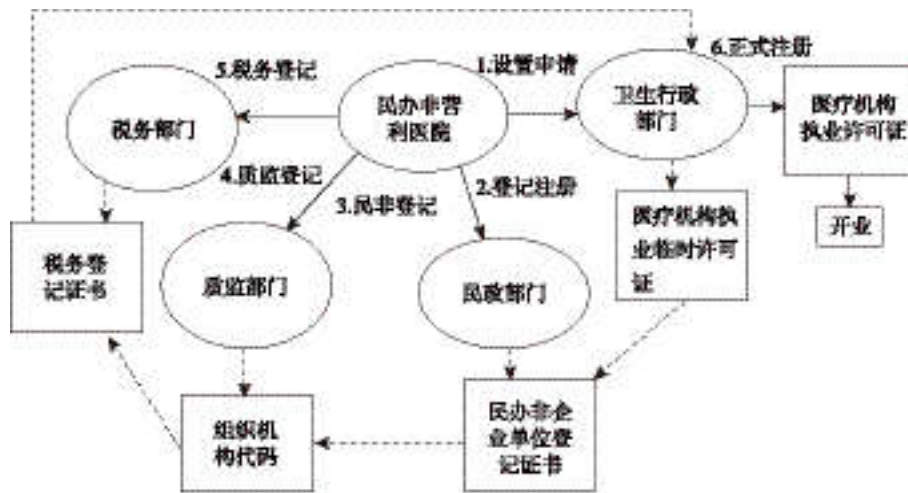 6.正式注册
1.设置申请
5.税务登记
税务部门
民办非营
利医院
卫生行政
部门
医疗机构
执业许可证
4.质监登记
3.民非登记
2.登记注册
开业
税务登
记证书
质监部门
民政部门
医疗机构执
业临时许可
证
组织机
构代码
民办非企
业单位登
记证书